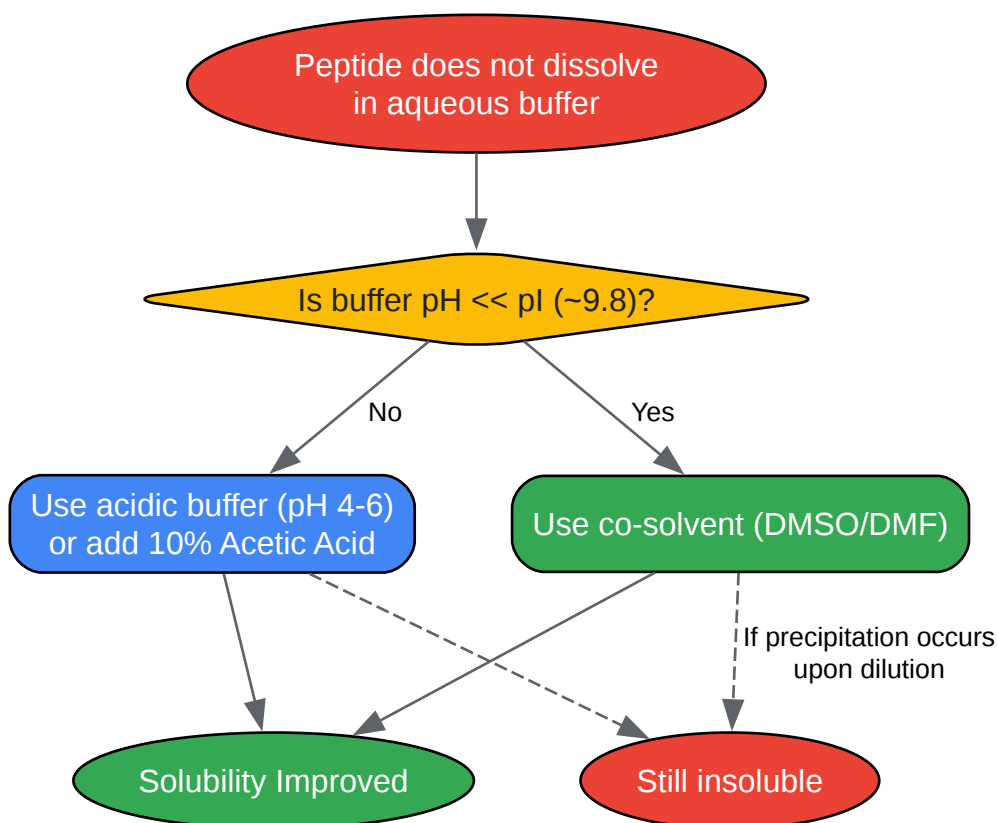 Peptide does not dissolve
in aqueous buffer
Is buffer pH << pI (~9.8)?
No
Yes
Use acidic buffer (pH 4-6)
or add 10% Acetic Acid
Use co-solvent (DMSO/DMF)
If precipitation occurs
upon dilution
Solubility Improved
Still insoluble